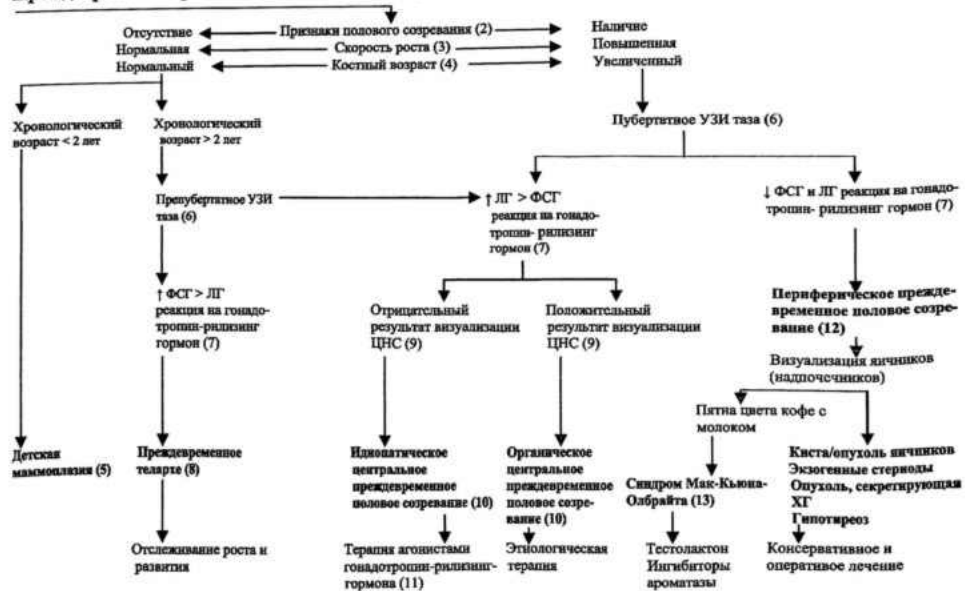 Отсутствие
Признаки полового созревания (2)
Наличие
Нормальная
Скорость роста (3)
Повышенная
Нормальный
Костный возраст (4)
Увеличенный
Хронологический
возраст < 2 лет
Хронологический
возраст > 2 лет
Пубертатное УЗИ таза (6)
Препубертатное УЗИ
таза (6)
↑ ЛГ > ФСГ
реакция на гонадо-
тропин- рилизинг
гормон (7)
↓ ФСГ и ЛГ реакция на гонадо-
тропин- рилизинг гормон (7)
↑ ФСГ > ЛГ
реакция на гонадо-
тропин-рилизинг
гормон (7)
Отрицательный
результат визуализации
ЦНС (9)
Положительный
результат визуализации
ЦНС (9)
Периферическое прежде-
временное половое созре-
вание (12)
Визуализация яичников
(надпочечников)
Пятна цвета кофе с
молоком
Детская
маммоплазия (5)
Преждевременное
телархе (8)
Идиопатическое
центральное
преждевременное
половое созревание (10)
Органическое
центральное
преждевременное
половое созре-
вание (10)
Синдром Мак-Кьюна-
Олбрайта (13)
Киста/опухоль яичников
Экзогенные стероиды
Опухоль, секретирующая
ХГ
Гипотиреоз
Отслеживание роста и
развития
Терапия агонистами
гонадотропин-рилизинг-
гормона (11)
Этиологическая
терапия
Тестолактон
Ингибиторы
ароматазы
Консервативное и
оперативное лечение